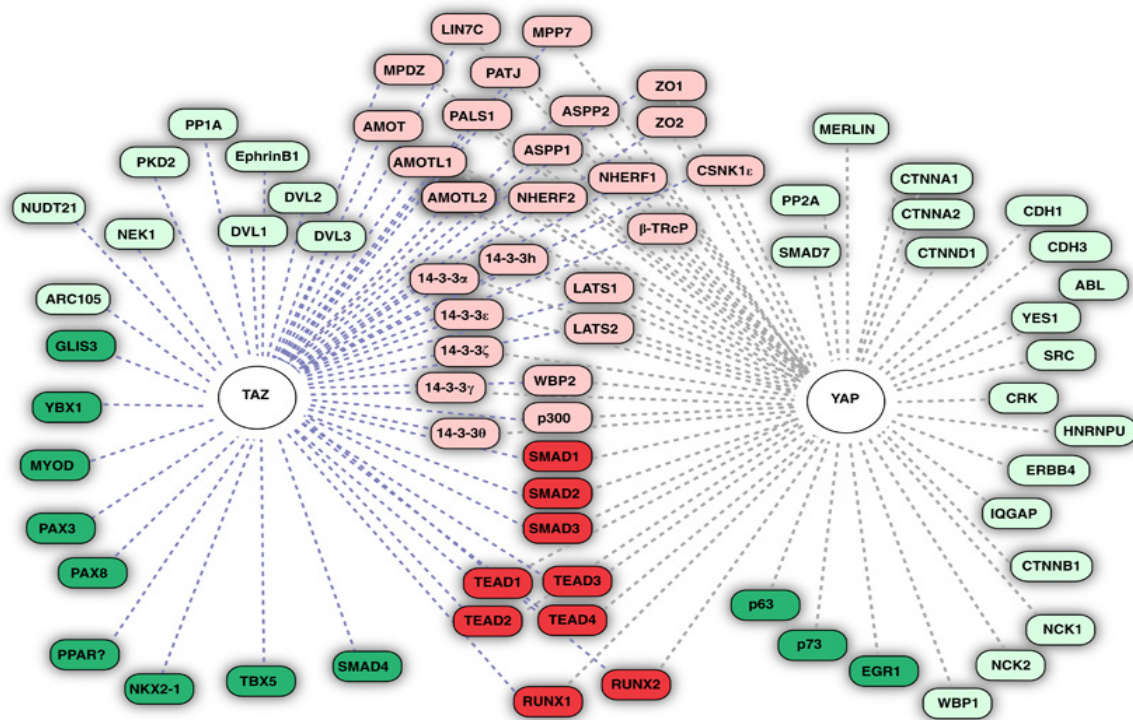 LIN7C
MPP7
MPDZ
PATJ
ZO1
PALS1
ASPP2
PP1A
AMOT
ZO2
MERLIN
PKD2
EphrinB1
AMOTL1
ASPP1
NHERF1
CSNK1ε
CTNNA1
DVL2
AMOTL2
NHERF2
PP2A
NUDT21
CTNNA2
CDH1
NEK1
DVL1
DVL3
β-TRcP
SMAD7
CTNND1
CDH3
14-3-3h
14-3-3α
ABL
ARC105
LATS1
14-3-3ε
YES1
GLIS3
LATS2
14-3-3ζ
SRC
TAZ
14-3-3γ
WBP2
YAP
CRK
YBX1
p300
14-3-3θ
HNRNPU
SMAD1
MYOD
ERBB4
SMAD2
IQGAP
PAX3
SMAD3
PAX8
TEAD1
TEAD3
CTNNB1
p63
TEAD2
TEAD4
NCK1
p73
PPAR?
SMAD4
NCK2
NKX2-1
TBX5
RUNX2
EGR1
RUNX1
WBP1